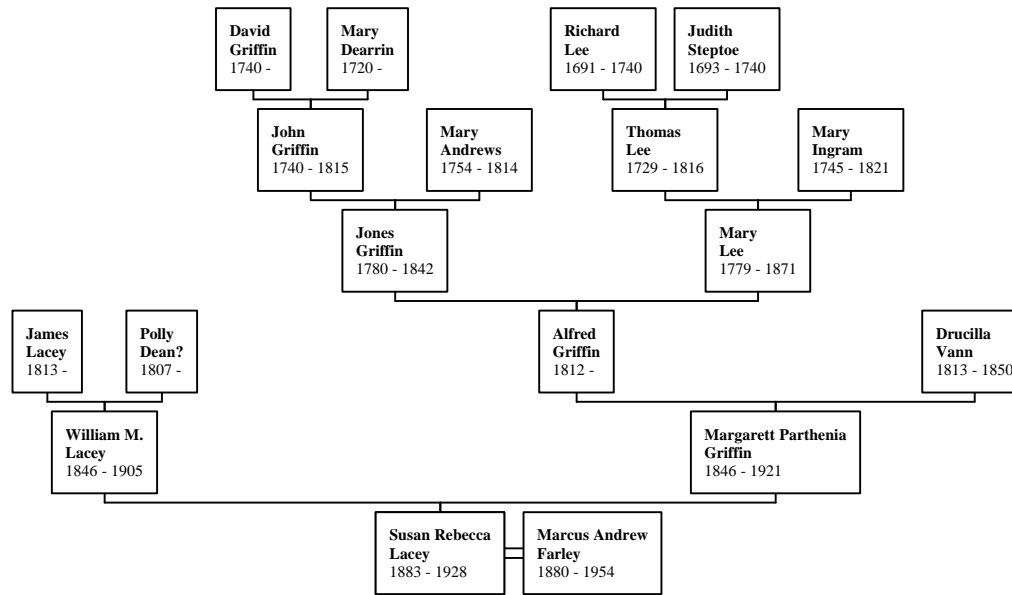 David
Griffin
1740 -
Mary
Dearrin
1720 -
Richard
Lee
1691 - 1740
Judith
Steptoe
1693 - 1740
John
Griffin
1740 - 1815
Mary
Andrews
1754 - 1814
Thomas
Lee
1729 - 1816
Mary
Ingram
1745 - 1821
Jones
Griffin
1780 - 1842
Mary
Lee
1779 - 1871
James
Lacey
1813 -
Polly
Dean?
1807 -
Alfred
Griffin
1812 -
Drucilla
Vann
1813 - 1850
William M.
Lacey
1846 - 1905
Margarett Parthenia
Griffin
1846 - 1921
Susan Rebecca
Lacey
1883 - 1928
Marcus Andrew
Farley
1880 - 1954